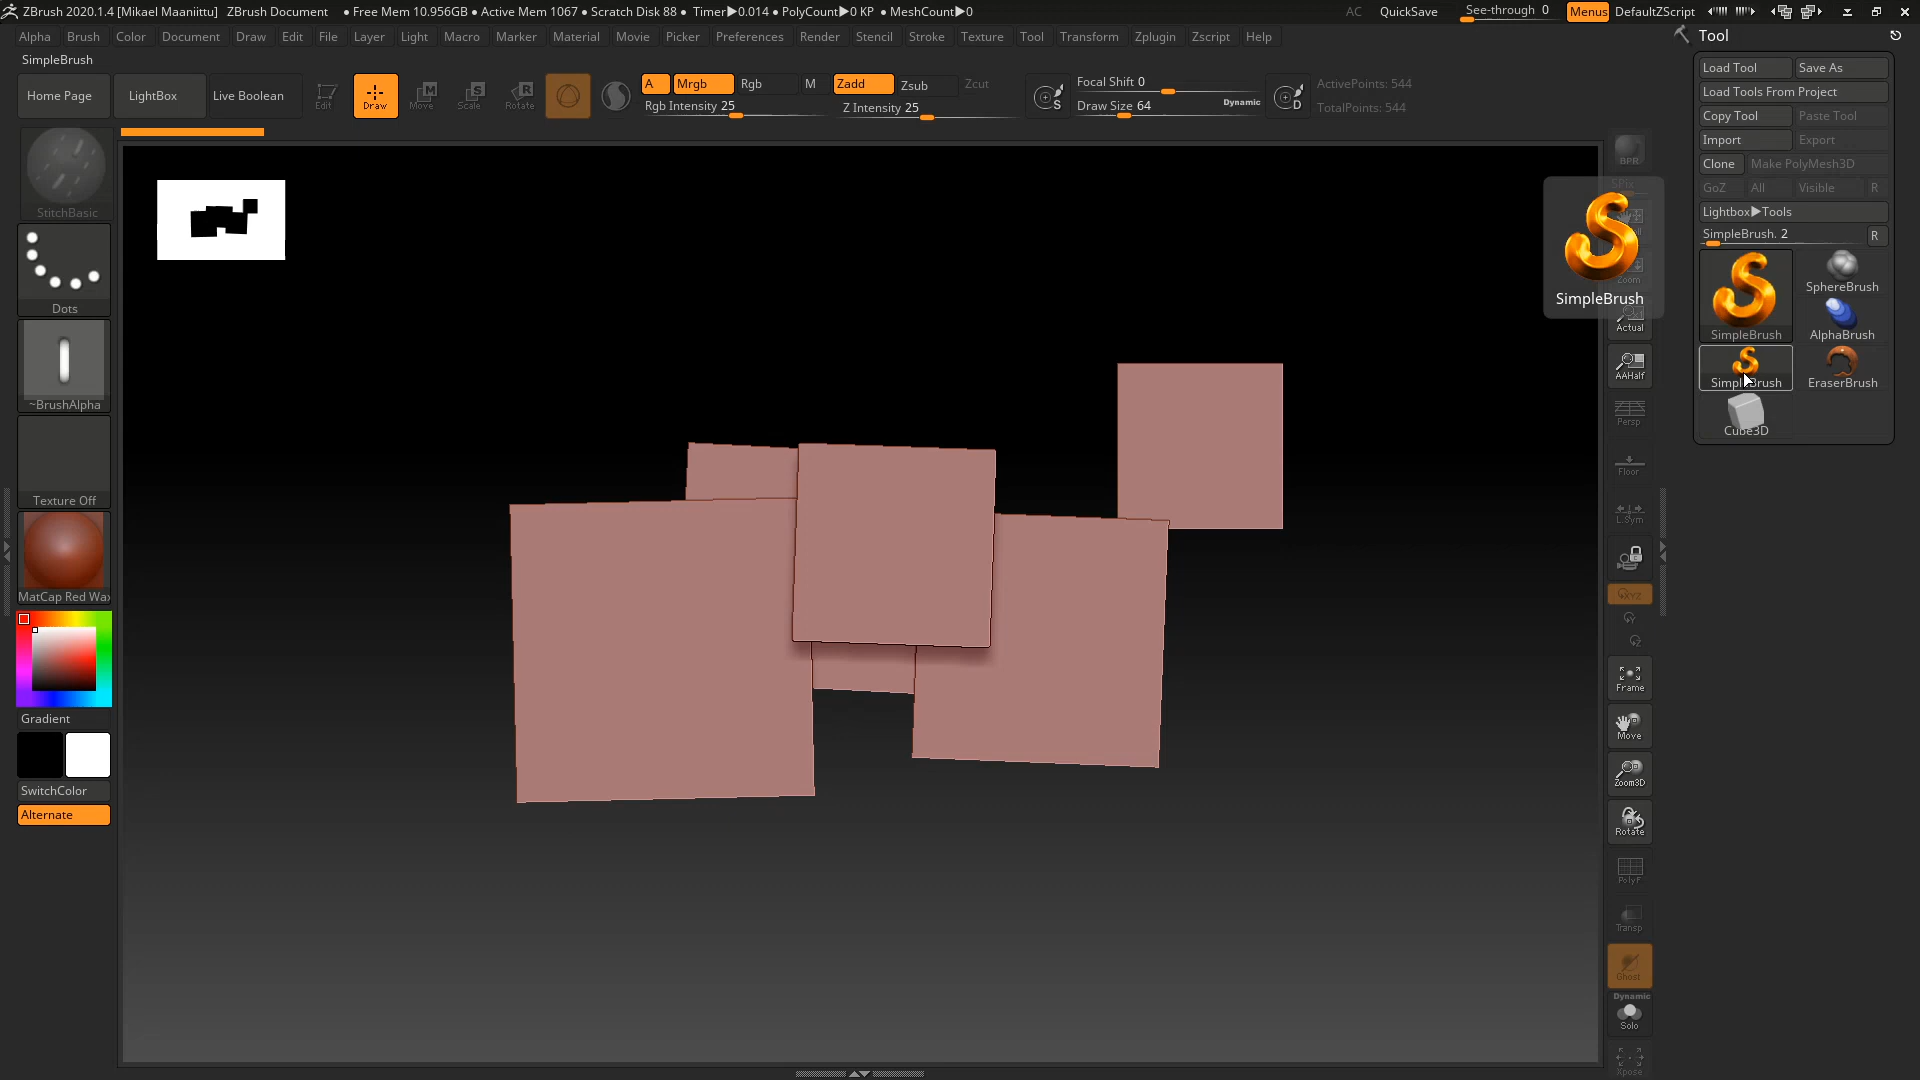 ZBrush 2020.1.4 [Mikael Maaniittu] ZBrush Document • Free Mem 10.956GB • Active Mem 1067 • Scratch Disk 88 • Timer▶0.014 • PolyCount▶0 KP • MeshCount▶0 AC QuickSave See-through 0 Menus DefaultZScript
Alpha Brush Color Document Draw Edit File Layer Light Macro Marker Material Movie Picker Preferences Render Stencil Stroke Texture Tool Transform Zplugin Zscript Help
SimpleBrush
Home Page LightBox Live Boolean Edit Draw Move Scale Rotate
A Mrgb Rgb M Zadd Zsub Zcut
Rgb Intensity 25 Z Intensity 25
Focal Shift 0
Draw Size 64 Dynamic
S D
ActivePoints: 544
TotalPoints: 544
StitchBasic
Dots
~BrushAlpha
Texture Off
MatCap Red Wax
Gradient
SwitchColor
Alternate
SimpleBrush
BPR
SPix
Zoom
Actual
AAHalf
Persp
Floor
L.Sym
XYZ
Frame
Move
Zoom3D
Rotate
PolyF
Transp
Ghost
Dynamic
Solo
Xpose
Tool
Load Tool Save As
Load Tools From Project
Copy Tool Paste Tool
Import Export
Clone Make PolyMesh3D
GoZ All Visible R
Lightbox▶Tools
SimpleBrush. 2 R
SimpleBrush SphereBrush
AlphaBrush
SimpleBrush EraserBrush
Cube3D